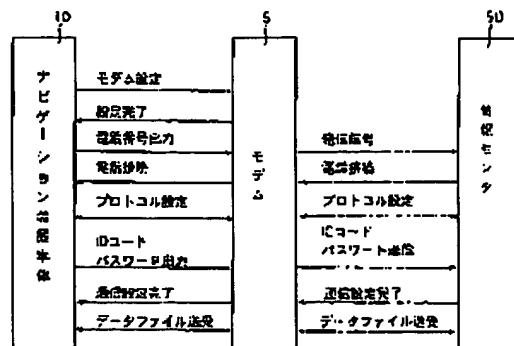 10
5
50
ナビゲーション装置本体
モデム
情報センタ
モデム設定
設定完了
電話番号出力
電話接続
プロトコル設定
IDコード
パスワード出力
通信設定完了
データファイル送受
発信信号
電話接続
プロトコル設定
IDコード
パスワード送信
通信設定完了
データファイル送受